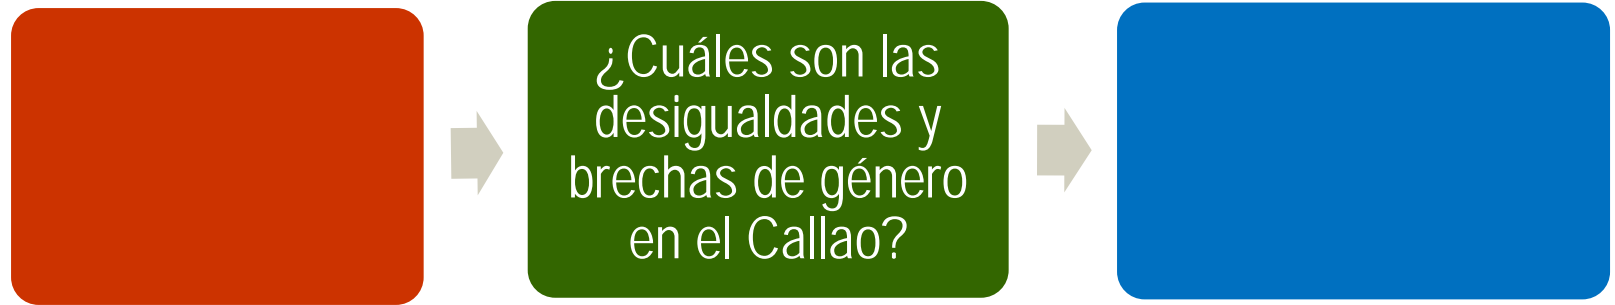 ¿Cuáles son las
desigualdades y
brechas de género
en el Callao?